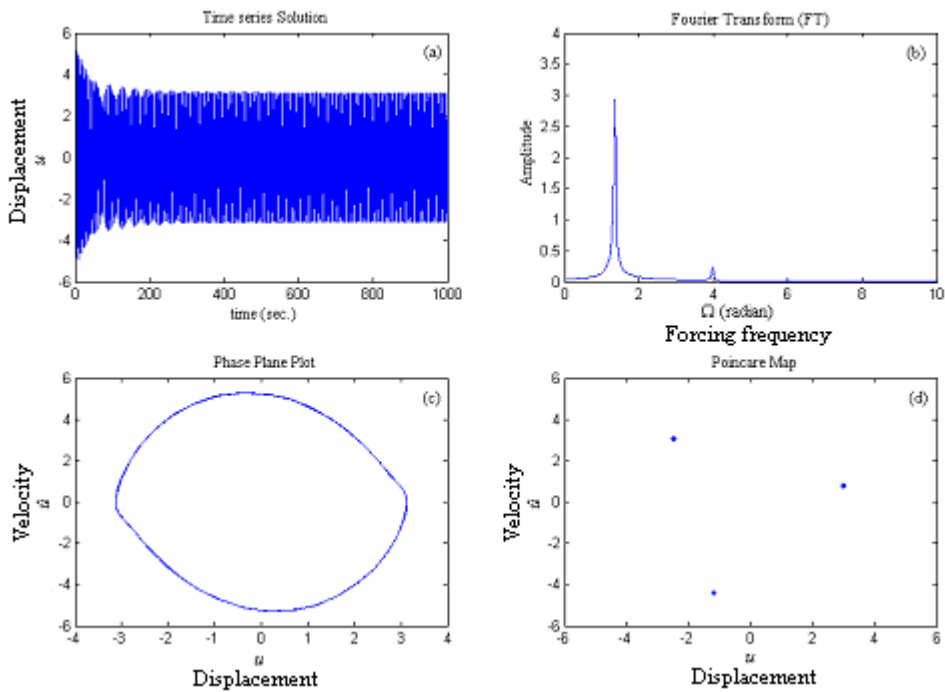 Time series Solution
(a)
6
4
2
0
-2
-4
-6
0 200 400 600 800 1000
time (sec.)
Displacement
u
Fourier Transform (FT)
(b)
4
3.5
3
2.5
2
1.5
1
0.5
0
0 2 4 6 8 10
Ω (radian)
Forcing frequency
Amplitude
Phase Plane Plot
(c)
6
4
2
0
-2
-4
-6
-4 -3 -2 -1 0 1 2 3 4
u
Displacement
Velocity
u̇
Poincare Map
(d)
6
4
2
0
-2
-4
-6
-6 -4 -2 0 2 4 6
u
Displacement
Velocity
u̇